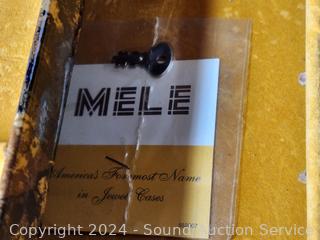 MELE
America's Foremost Name
in Jewel Cases
Copyright 2024 - Sound Auction Service